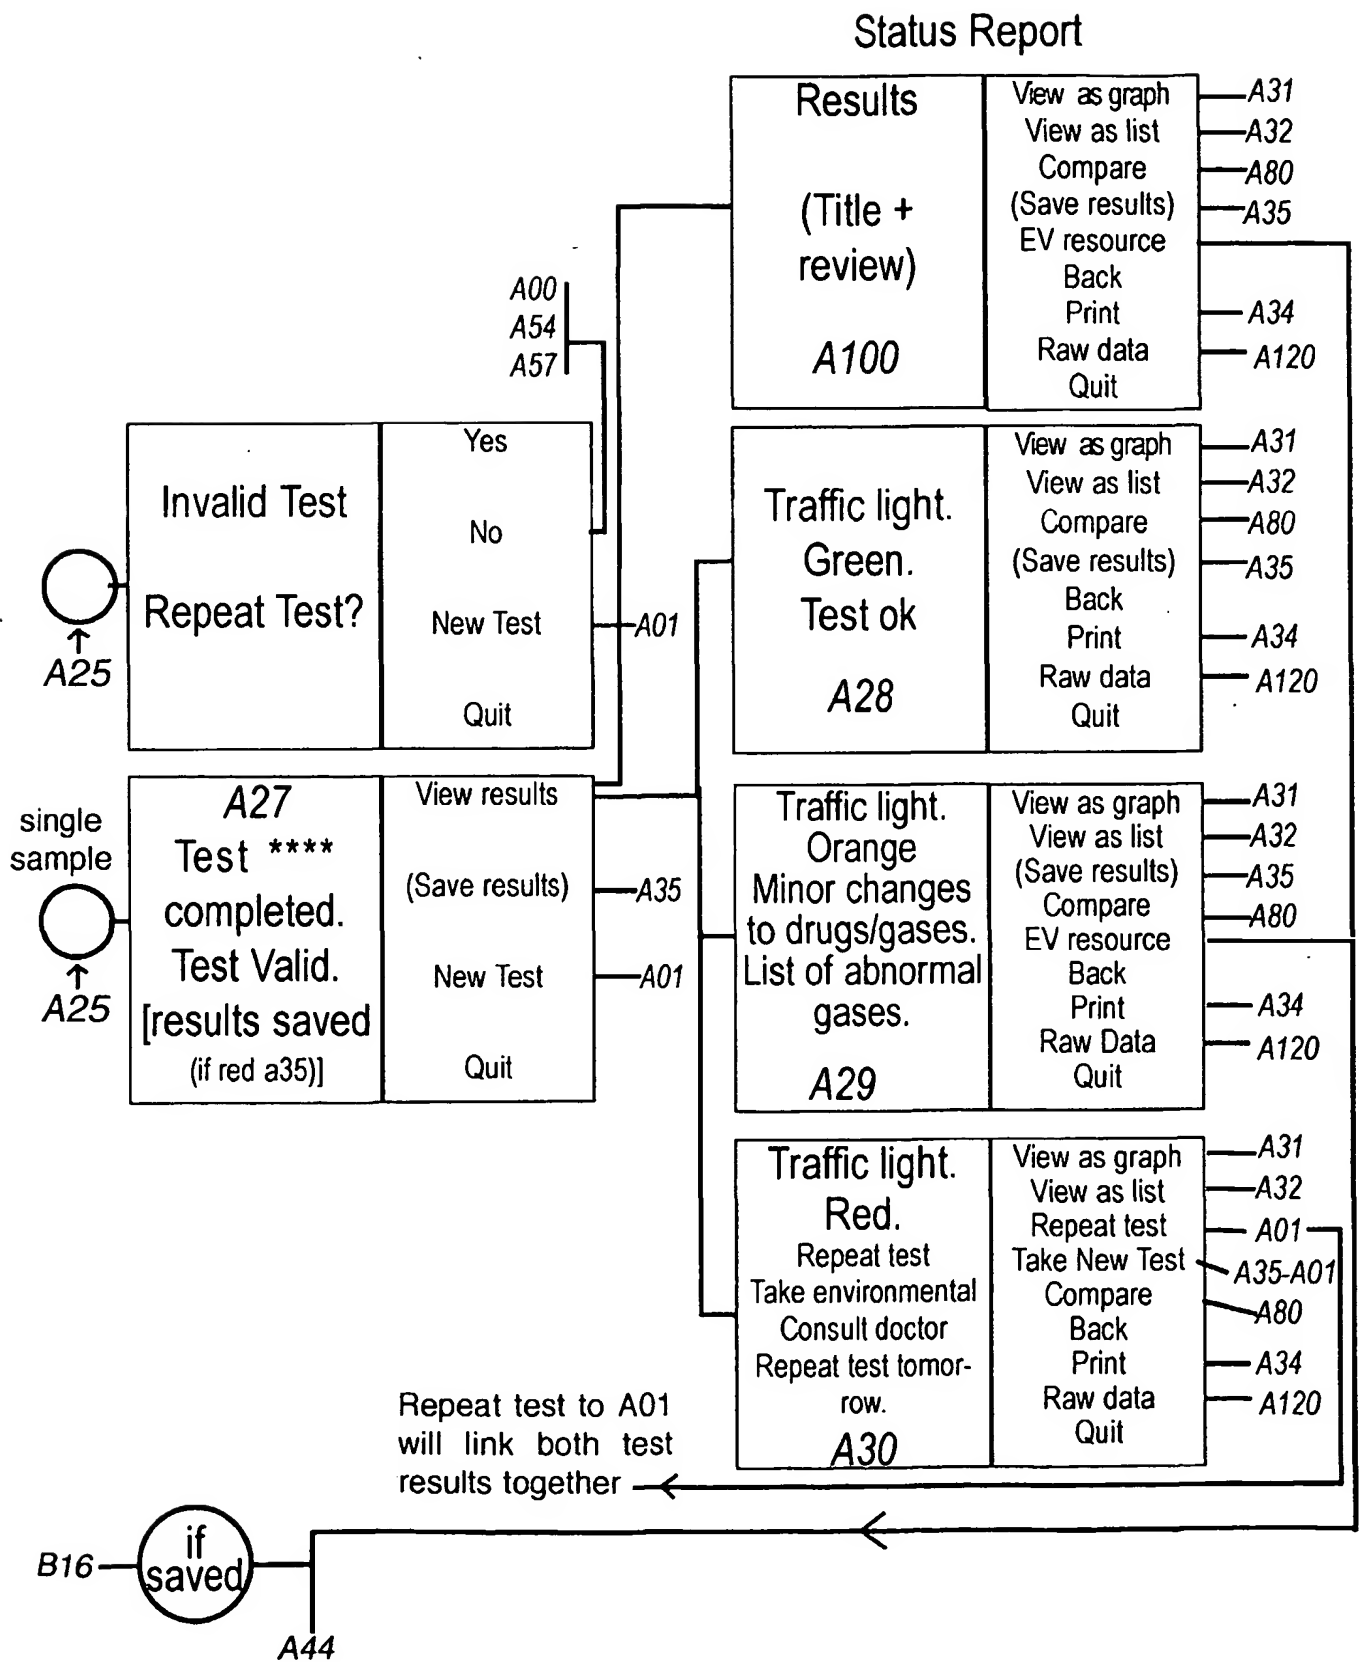 Status Report
Results
(Title +
review)
A100
View as graph
View as list
Compare
(Save results)
EV resource
Back
Print
Raw data
Quit
A31
A32
A80
A35
A34
A120
A00
A54
A57
Invalid Test
Repeat Test?
Yes
No
New Test
Quit
A01
A25
Traffic light.
Green.
Test ok
A28
View as graph
View as list
Compare
(Save results)
Back
Print
Raw data
Quit
A31
A32
A80
A35
A34
A120
single
sample
A25
A27
Test ****
completed.
Test Valid.
[results saved
(if red a35)]
View results
(Save results)
New Test
Quit
A35
A01
Traffic light.
Orange
Minor changes
to drugs/gases.
List of abnormal
gases.
A29
View as graph
View as list
(Save results)
Compare
EV resource
Back
Print
Raw Data
Quit
A31
A32
A35
A80
A34
A120
Traffic light.
Red.
Repeat test
Take environmental
Consult doctor
Repeat test tomor-
row.
A30
View as graph
View as list
Repeat test
Take New Test
Compare
Back
Print
Raw data
Quit
A31
A32
A01
A35-A01
A80
A34
A120
Repeat test to A01
will link both test
results together
B16
if
saved
A44